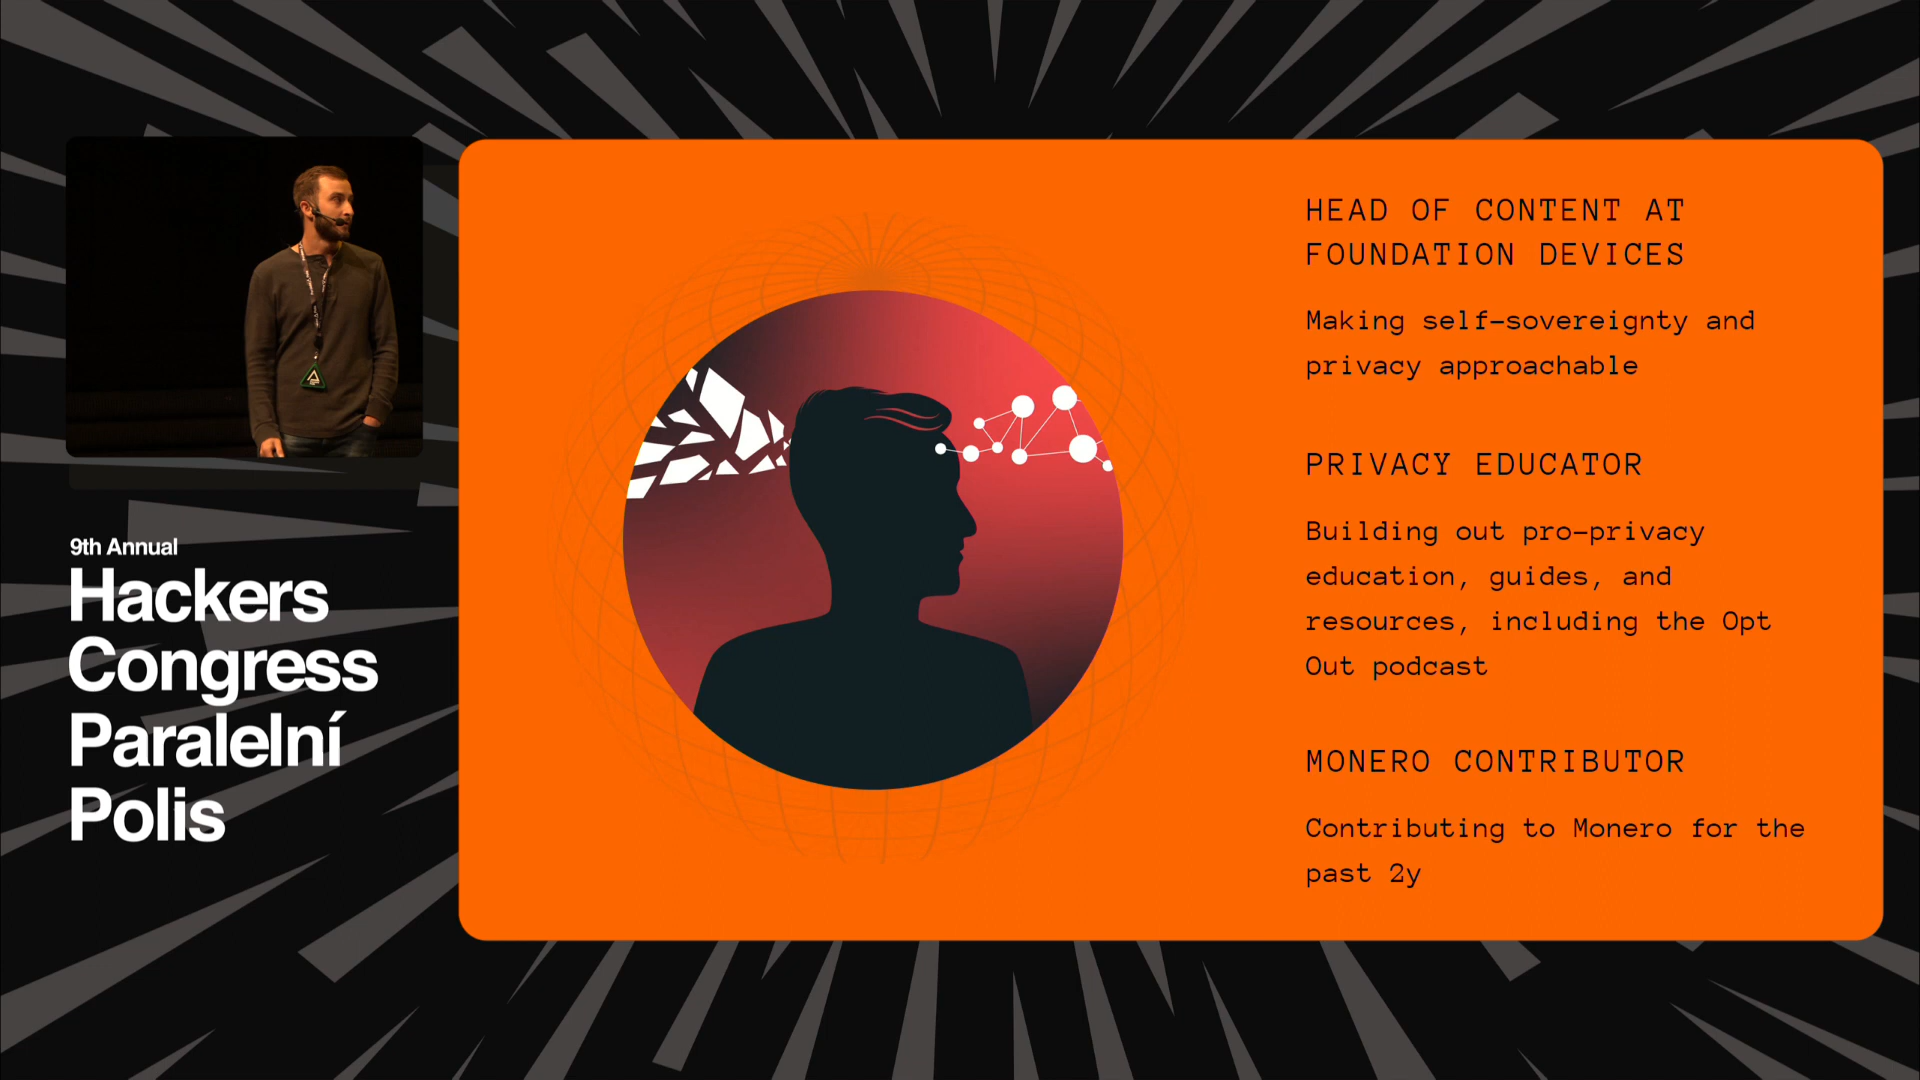 9th Annual
Hackers
Congress
Paralelní
Polis
HEAD OF CONTENT AT
FOUNDATION DEVICES
Making self-sovereignty and
privacy approachable
PRIVACY EDUCATOR
Building out pro-privacy
education, guides, and
resources, including the Opt
Out podcast
MONERO CONTRIBUTOR
Contributing to Monero for the
past 2y